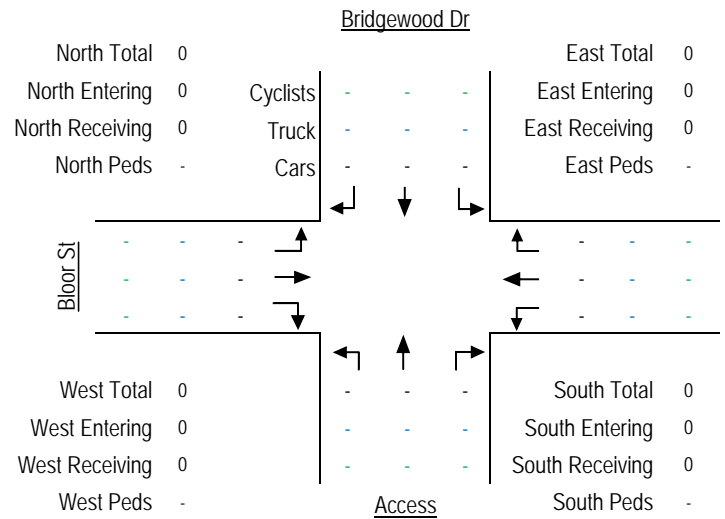 Bridgewood Dr
North Total 0 East Total 0
North Entering 0 Cyclists - - - East Entering 0
North Receiving 0 Truck - - - East Receiving 0
North Peds - Cars - - - East Peds -
Bloor St
- - - - - -
- - - - - -
- - - - - -
West Total 0 - - - South Total 0
West Entering 0 - - - South Entering 0
West Receiving 0 - - - South Receiving 0
West Peds - Access South Peds -